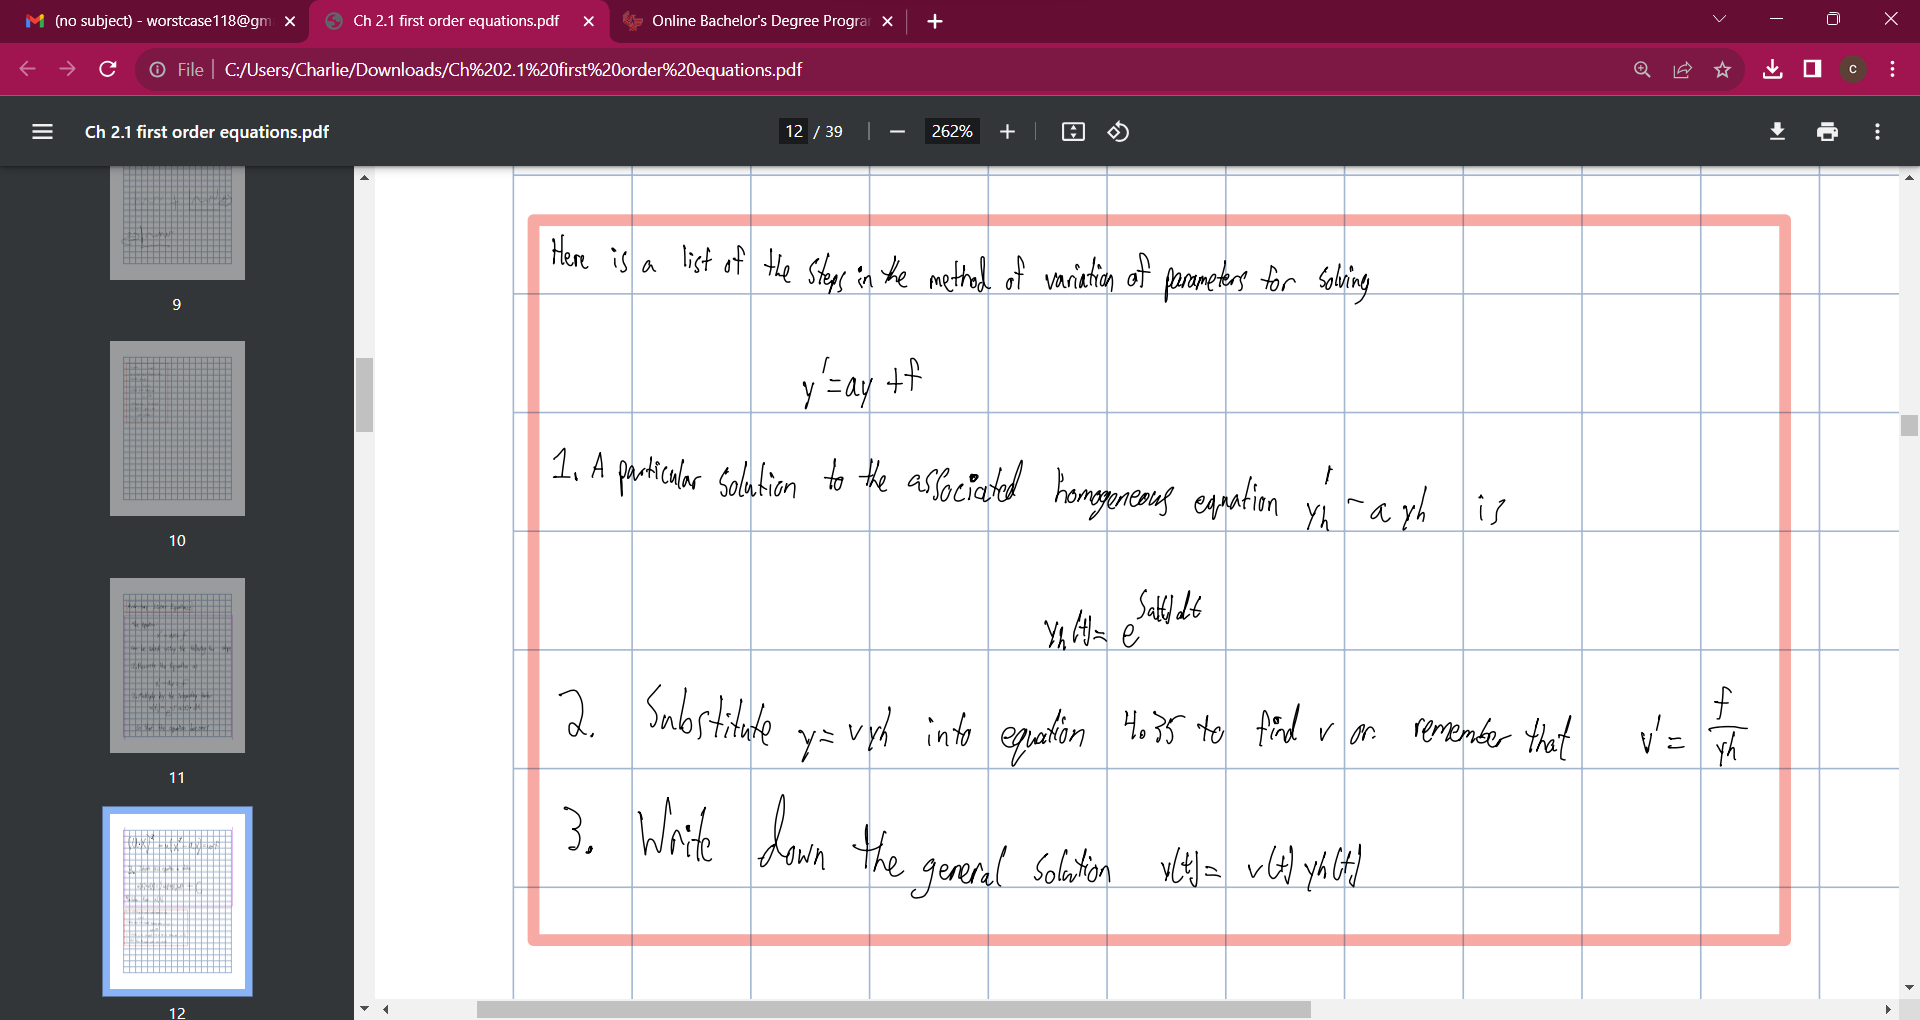 (no subject) - worstcase118@gm
Ch 2.1 first order equations.pdf
Online Bachelor's Degree Progra
File
C:/Users/Charlie/Downloads/Ch%202.1%20first%20order%20equations.pdf
c
Ch 2.1 first order equations.pdf
12 / 39
262%
9
10
11
12
Here is a list of the steps in the method of variation of parameters for solving
y' = ay + f
1. A particular solution to the associated homogeneous equation yh' - a yh is
yh(t) = e^∫a(t)dt
2. Substitute y = v yh into equation 4.35 to find v or remember that v' = f/yh
3. Write down the general solution y(t) = v(t) yh(t)